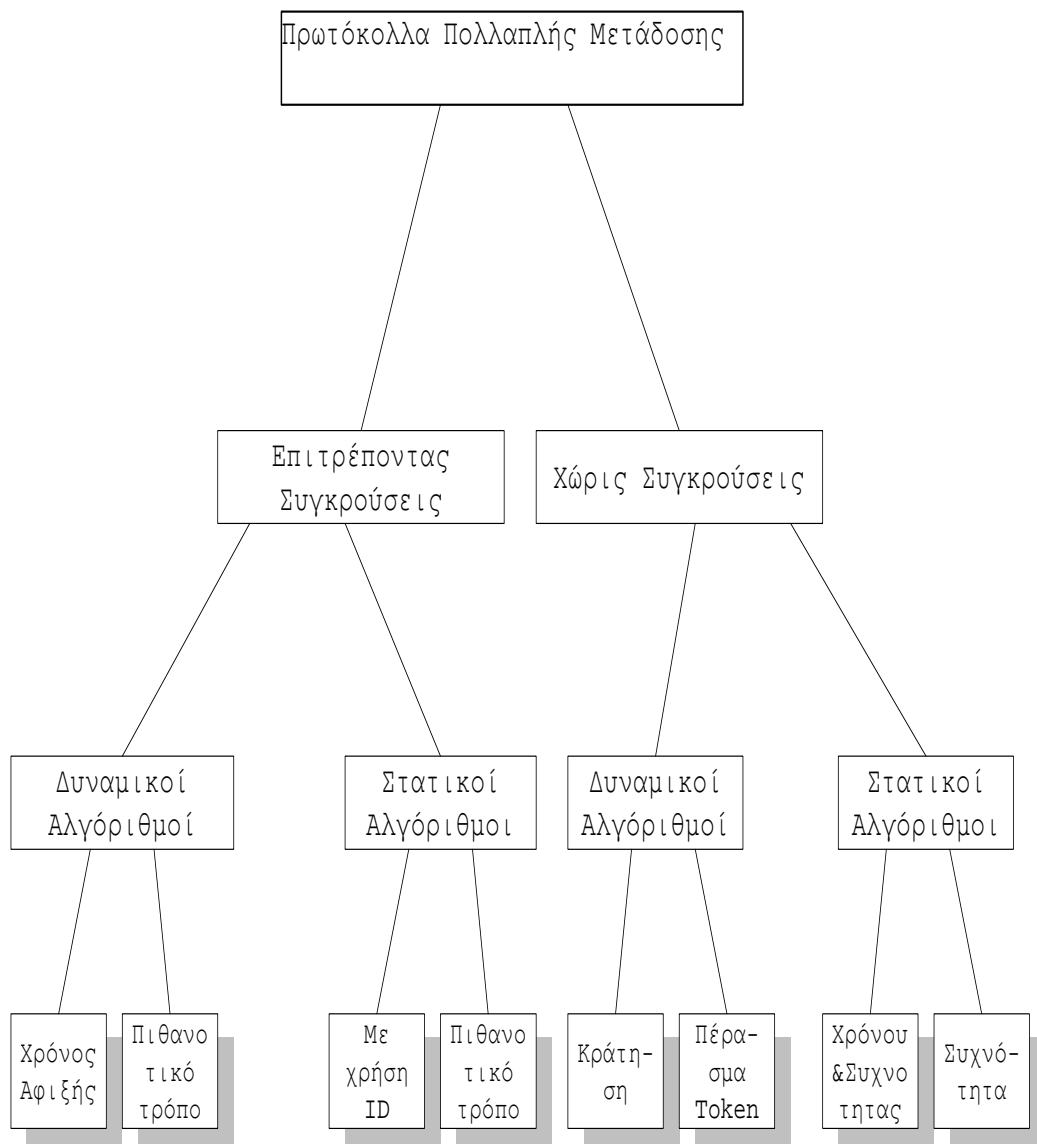 Πρωτόκολλα Πολλαπλής Μετάδοσης
Επιτρέποντας
Συγκρούσεις
Χώρις Συγκρούσεις
Δυναμικοί
Αλγόριθμοί
Στατικοί
Αλγόριθμοι
Δυναμικοί
Αλγόριθμοί
Στατικοί
Αλγόριθμοι
Χρόνος
Αφιξής
Πιθανο
τικό
τρόπο
Με
χρήση
ID
Πιθανο
τικό
τρόπο
Κράτη-
ση
Πέρα-
σμα
Token
Χρόνου
&Συχνο
τητας
Συχνό-
τητα